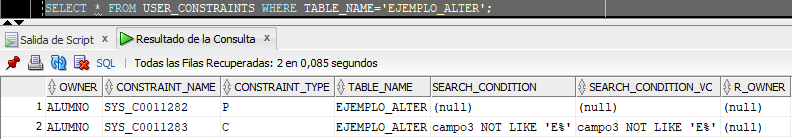 SELECT * FROM USER_CONSTRAINTS WHERE TABLE_NAME='EJEMPLO_ALTER';
Salida de Script x Resultado de la Consulta x
SQL | Todas las Filas Recuperadas: 2 en 0,085 segundos
OWNER CONSTRAINT_NAME CONSTRAINT_TYPE TABLE_NAME SEARCH_CONDITION SEARCH_CONDITION_VC R_OWNER
1 ALUMNO SYS_C0011282 P EJEMPLO_ALTER (null) (null) (null)
2 ALUMNO SYS_C0011283 C EJEMPLO_ALTER campo3 NOT LIKE 'E%' campo3 NOT LIKE 'E%' (null)